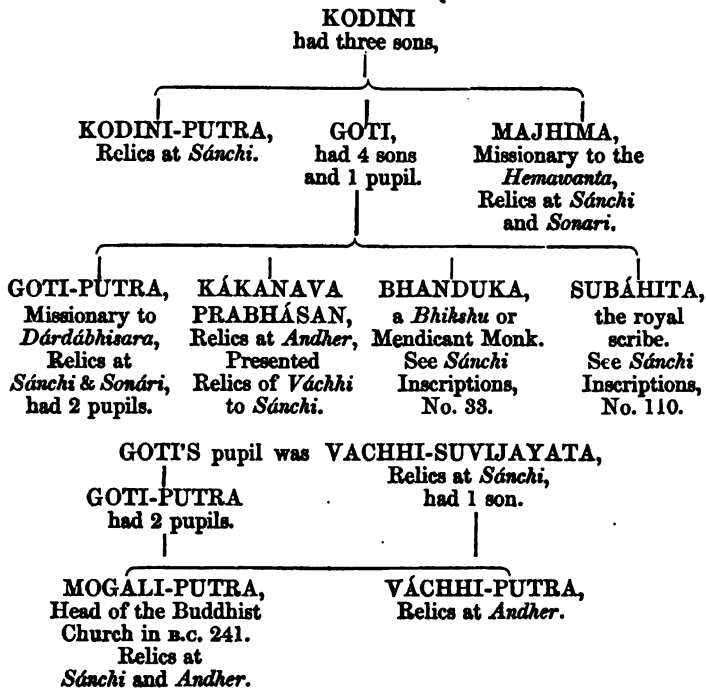 KODINI
had three sons,
KODINI-PUTRA,
Relics at Sánchi.
GOTI,
had 4 sons
and 1 pupil.
MAJHIMA,
Missionary to the
Hemawanta,
Relics at Sánchi
and Sonari.
GOTI-PUTRA,
Missionary to
Dárdábhisara,
Relics at
Sánchi & Sonári,
had 2 pupils.
KÁKANAVA
PRABHÁSAN,
Relics at Andher,
Presented
Relics of Váchhi
to Sánchi.
BHANDUKA,
a Bhikshu or
Mendicant Monk.
See Sánchi
Inscriptions,
No. 33.
SUBÁHITA,
the royal
scribe.
See Sánchi
Inscriptions,
No. 110.
GOTI'S pupil was VACHHI-SUVIJAYATA,
Relics at Sánchi,
had 1 son.
GOTI-PUTRA
had 2 pupils.
MOGALI-PUTRA,
Head of the Buddhist
Church in B.C. 241.
Relics at
Sánchi and Andher.
VÁCHHI-PUTRA,
Relics at Andher.